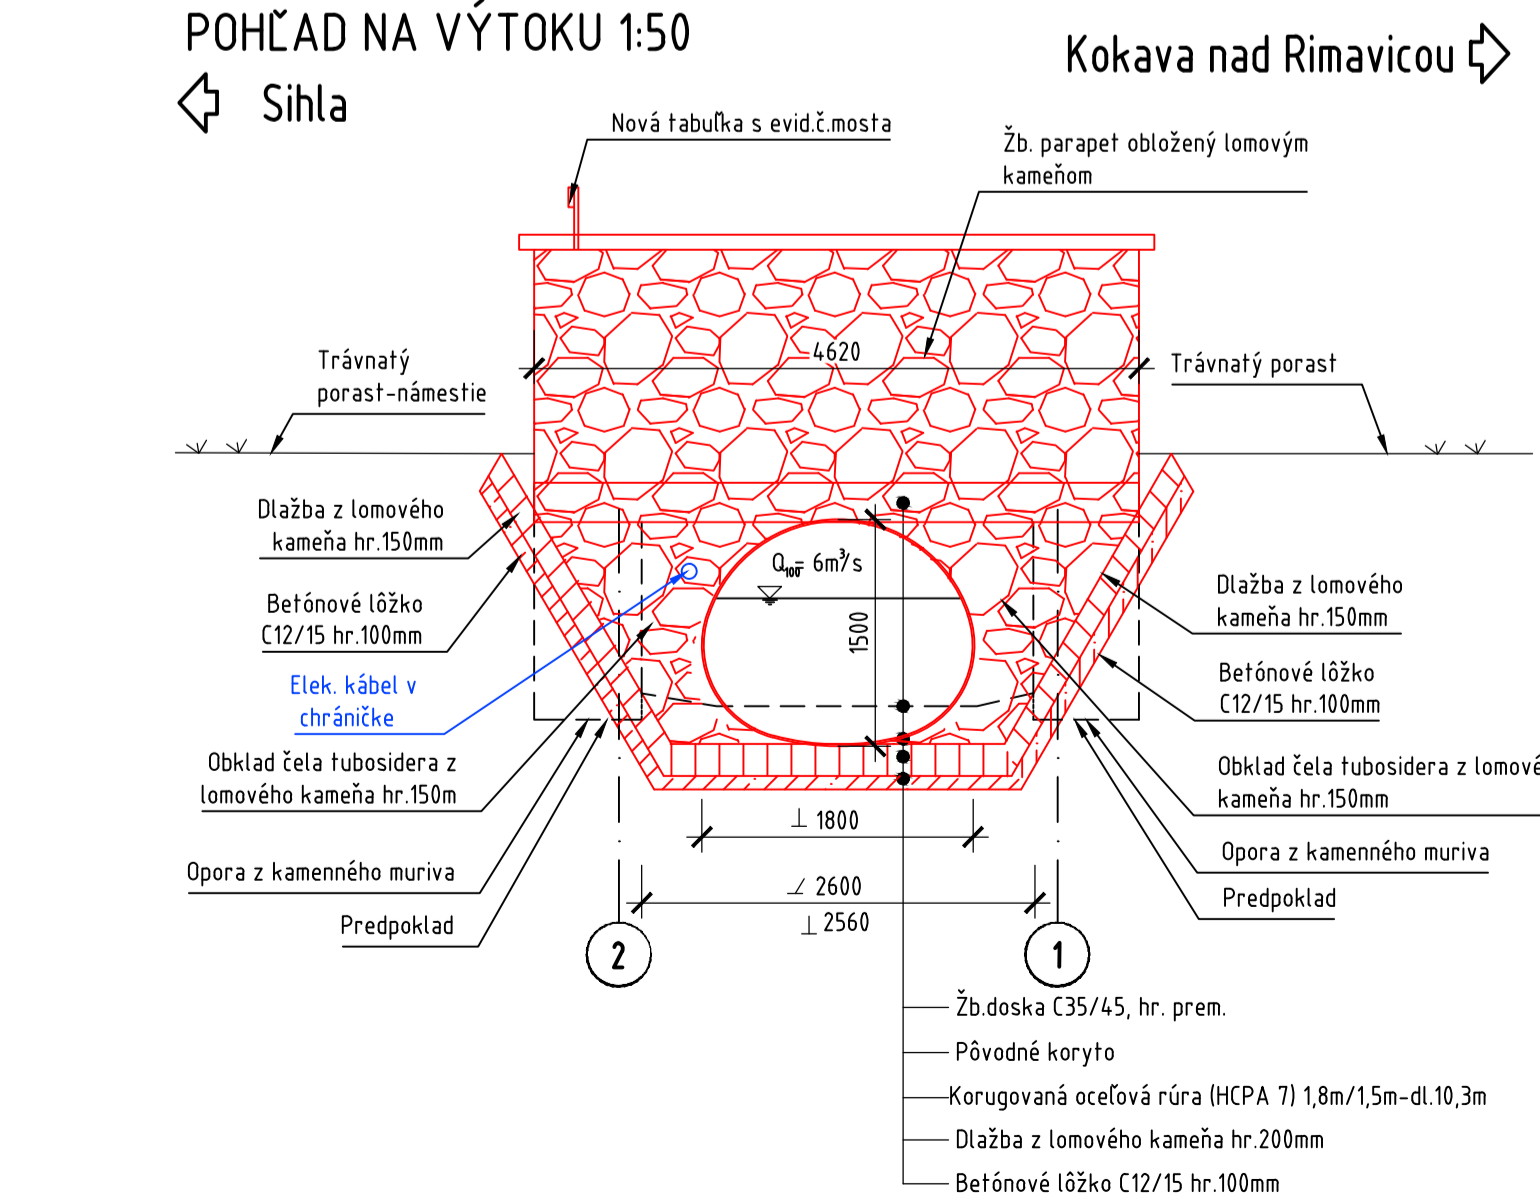 POHĽAD NA VÝTOKU 1:50
Kokava nad Rimavicou
Sihla
Nová tabuľka s evid.č.mosta
Žb. parapet obložený lomovým
kameňom
4620
Trávnatý
porast-námestie
Trávnatý porast
Dlažba z lomového
kameňa hr.150mm
Betónové lôžko
C12/15 hr.100mm
Elek. kábel v
chráničke
Obklad čela tubosidera z
lomového kameňa hr.150m
Opora z kamenného muriva
Predpoklad
Q100= 6m³/s
1500
Dlažba z lomového
kameňa hr.150mm
Betónové lôžko
C12/15 hr.100mm
Obklad čela tubosidera z lomové
kameňa hr.150mm
Opora z kamenného muriva
Predpoklad
⊥ 1800
∠ 2600
⊥ 2560
2
1
Žb.doska C35/45, hr. prem.
Pôvodné koryto
Korugovaná oceľová rúra (HCPA 7) 1,8m/1,5m-dl.10,3m
Dlažba z lomového kameňa hr.200mm
Betónové lôžko C12/15 hr.100mm